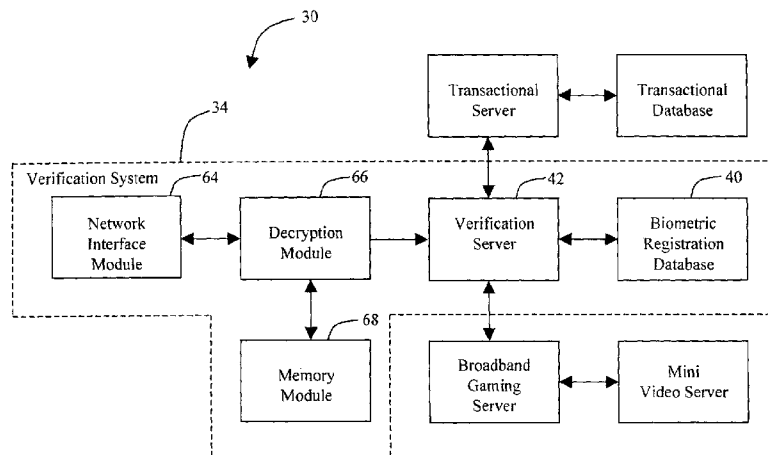 30
Transactional
Server
Transactional
Database
34
Verification System
64
66
42
40
Network
Interface
Module
Decryption
Module
Verification
Server
Biometric
Registration
Database
68
Memory
Module
Broadband
Gaming
Server
Mini
Video Server